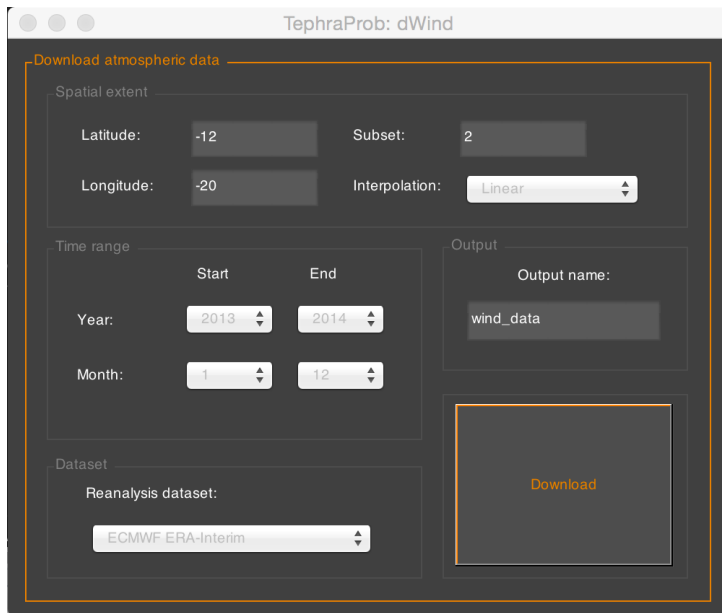 TephraProb: dWind
Download atmospheric data
Spatial extent
Latitude: -12 Subset: 2
Longitude: -20 Interpolation: Linear
Time range
Start End
Year: 2013 2014
Month: 1 12
Output
Output name:
wind_data
Dataset
Reanalysis dataset:
ECMWF ERA-Interim
Download